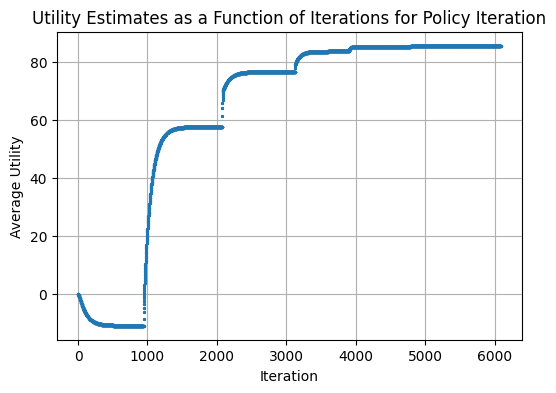 Utility Estimates as a Function of Iterations for Policy Iteration
Average Utility
80
60
40
20
0
0 1000 2000 3000 4000 5000 6000
Iteration